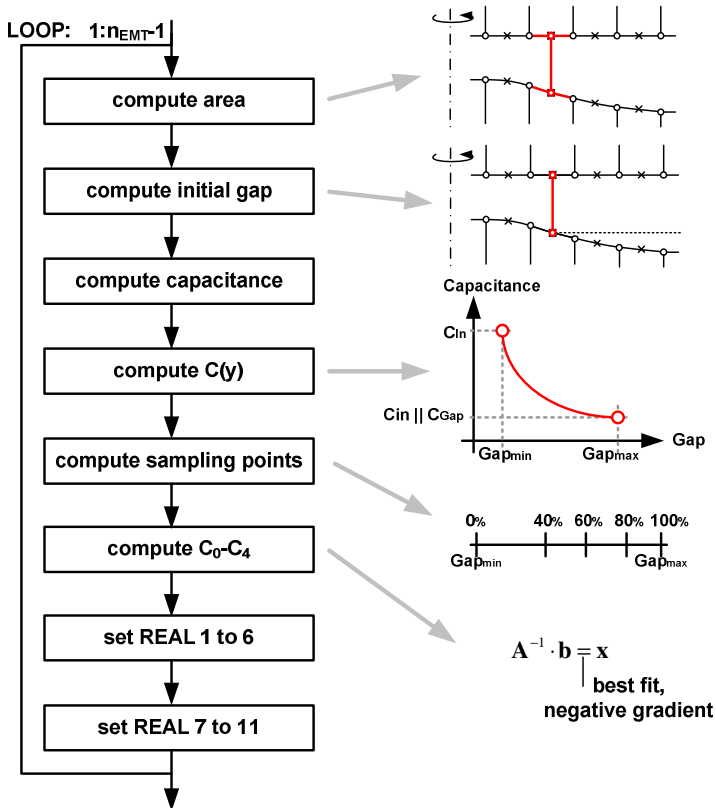 LOOP: 1:nEMT-1
compute area
compute initial gap
compute capacitance
compute C(y)
compute sampling points
compute C0-C4
set REAL 1 to 6
set REAL 7 to 11
Capacitance
CIn
Cin || CGap
Gapmin
Gapmax
Gap
0% 40% 60% 80% 100%
Gapmin
Gapmax
A-1 · b = x
best fit,
negative gradient